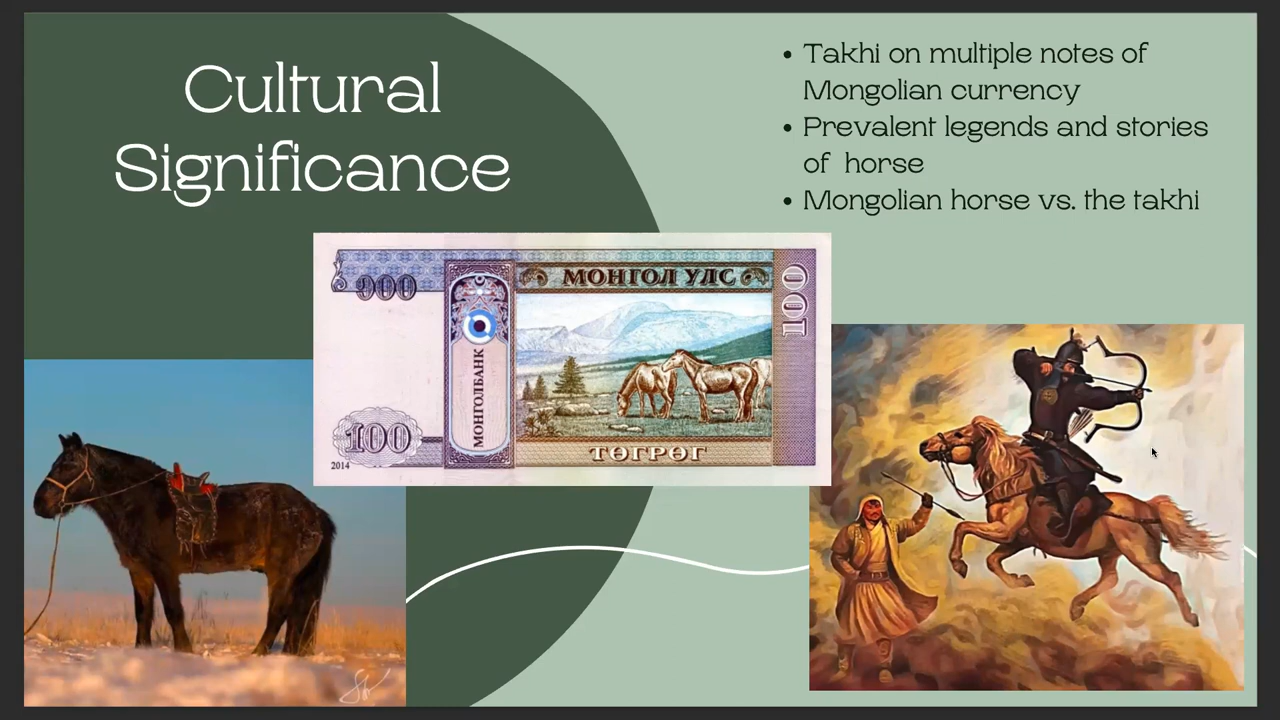 Cultural
Significance
• Takhi on multiple notes of
Mongolian currency
• Prevalent legends and stories
of horse
• Mongolian horse vs. the takhi
МОНГОЛ УЛС
100
МОНГОЛБАНК
100
2014
ТӨГРӨГ